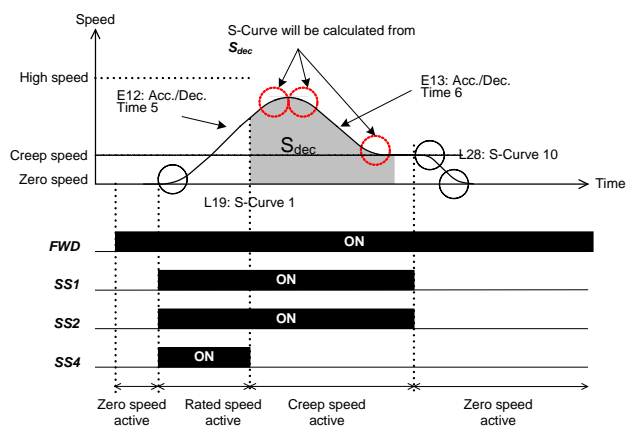 Speed
S-Curve will be calculated from
Sdec
High speed
E12: Acc./Dec.
Time 5
E13: Acc./Dec.
Time 6
Sdec
Creep speed
L28: S-Curve 10
Zero speed
Time
L19: S-Curve 1
FWD
ON
SS1
ON
SS2
ON
SS4
ON
Zero speed
active
Rated speed
active
Creep speed
active
Zero speed
active